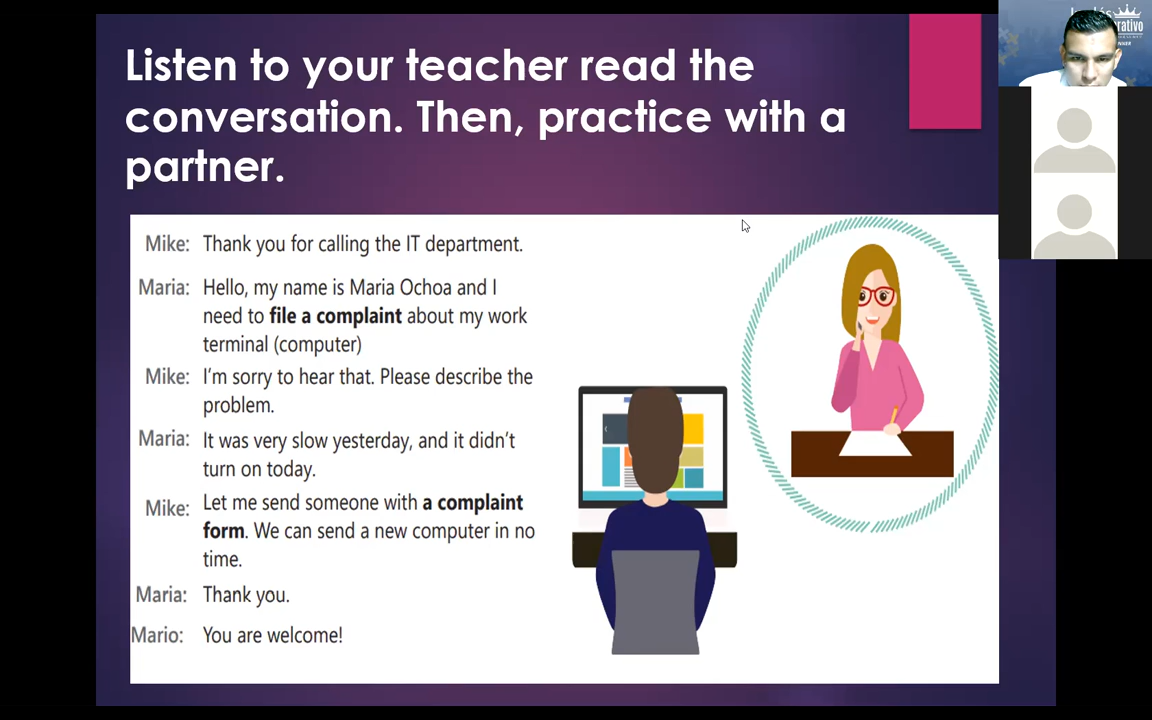 Listen to your teacher read the
conversation. Then, practice with a
partner.
Mike: Thank you for calling the IT department.
Maria: Hello, my name is Maria Ochoa and I
need to file a complaint about my work
terminal (computer)
Mike: I'm sorry to hear that. Please describe the
problem.
Maria: It was very slow yesterday, and it didn't
turn on today.
Mike: Let me send someone with a complaint
form. We can send a new computer in no
time.
Maria: Thank you.
Mario: You are welcome!